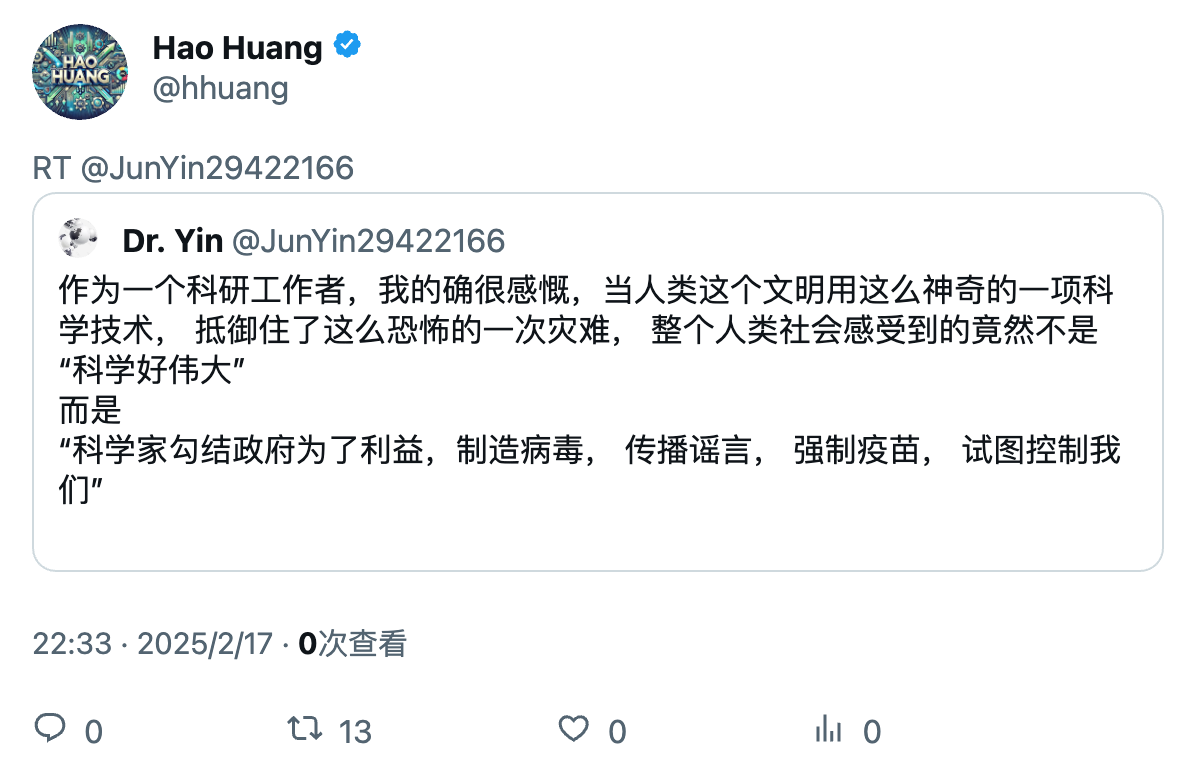 HAO
HUANG
Hao Huang
@hhuang
RT @JunYin29422166
Dr. Yin @JunYin29422166
作为一个科研工作者，我的确很感慨，当人类这个文明用这么神奇的一项科
学技术， 抵御住了这么恐怖的一次灾难， 整个人类社会感受到的竟然不是
“科学好伟大”
而是
“科学家勾结政府为了利益，制造病毒， 传播谣言， 强制疫苗， 试图控制我
们”
22:33 · 2025/2/17 · 0次查看
0 13 0 0